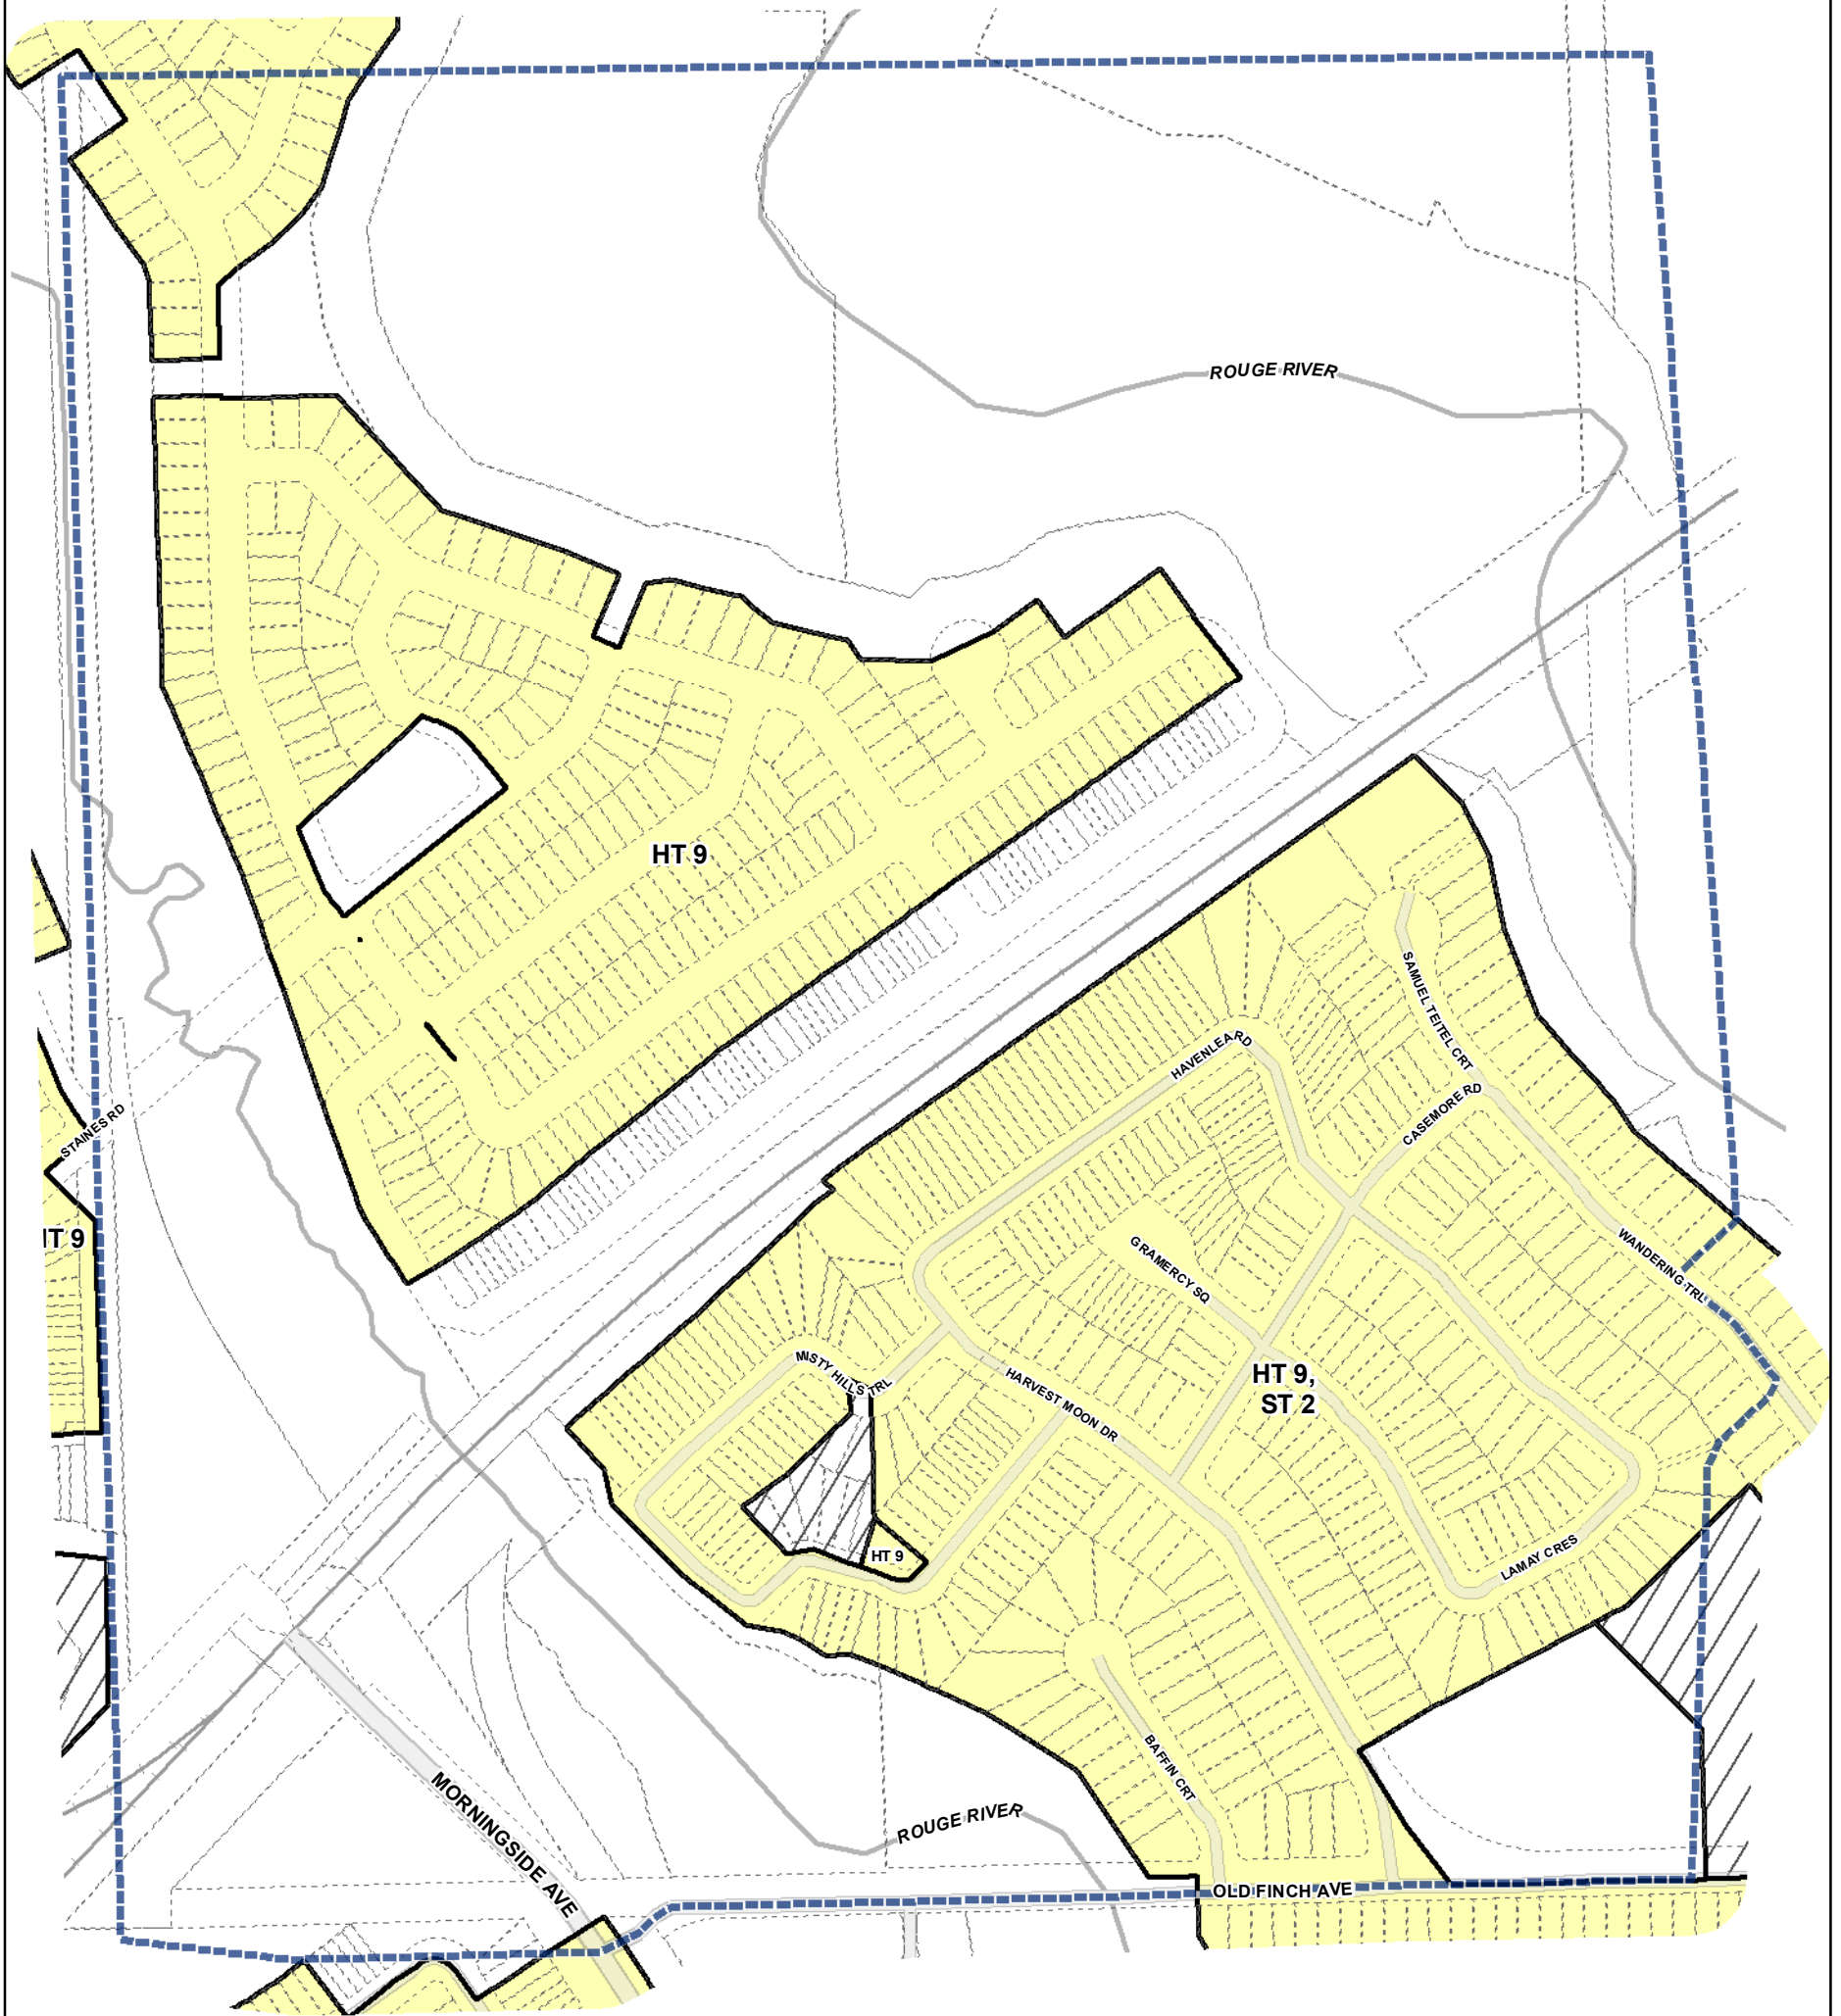 ROUGE RIVER
HT 9
SAMUEL TEITEL CRT
HAVENLEA RD
CASEMORE RD
STAINES RD
HT 9
GRAMERCY SQ
WANDERING TRL
MISTY HILLS TRL
HARVEST MOON DR
HT 9,
ST 2
HT 9
LAMAY CRES
BAFFIN CRT
MORNINGSIDE AVE
ROUGE RIVER
OLD FINCH AVE